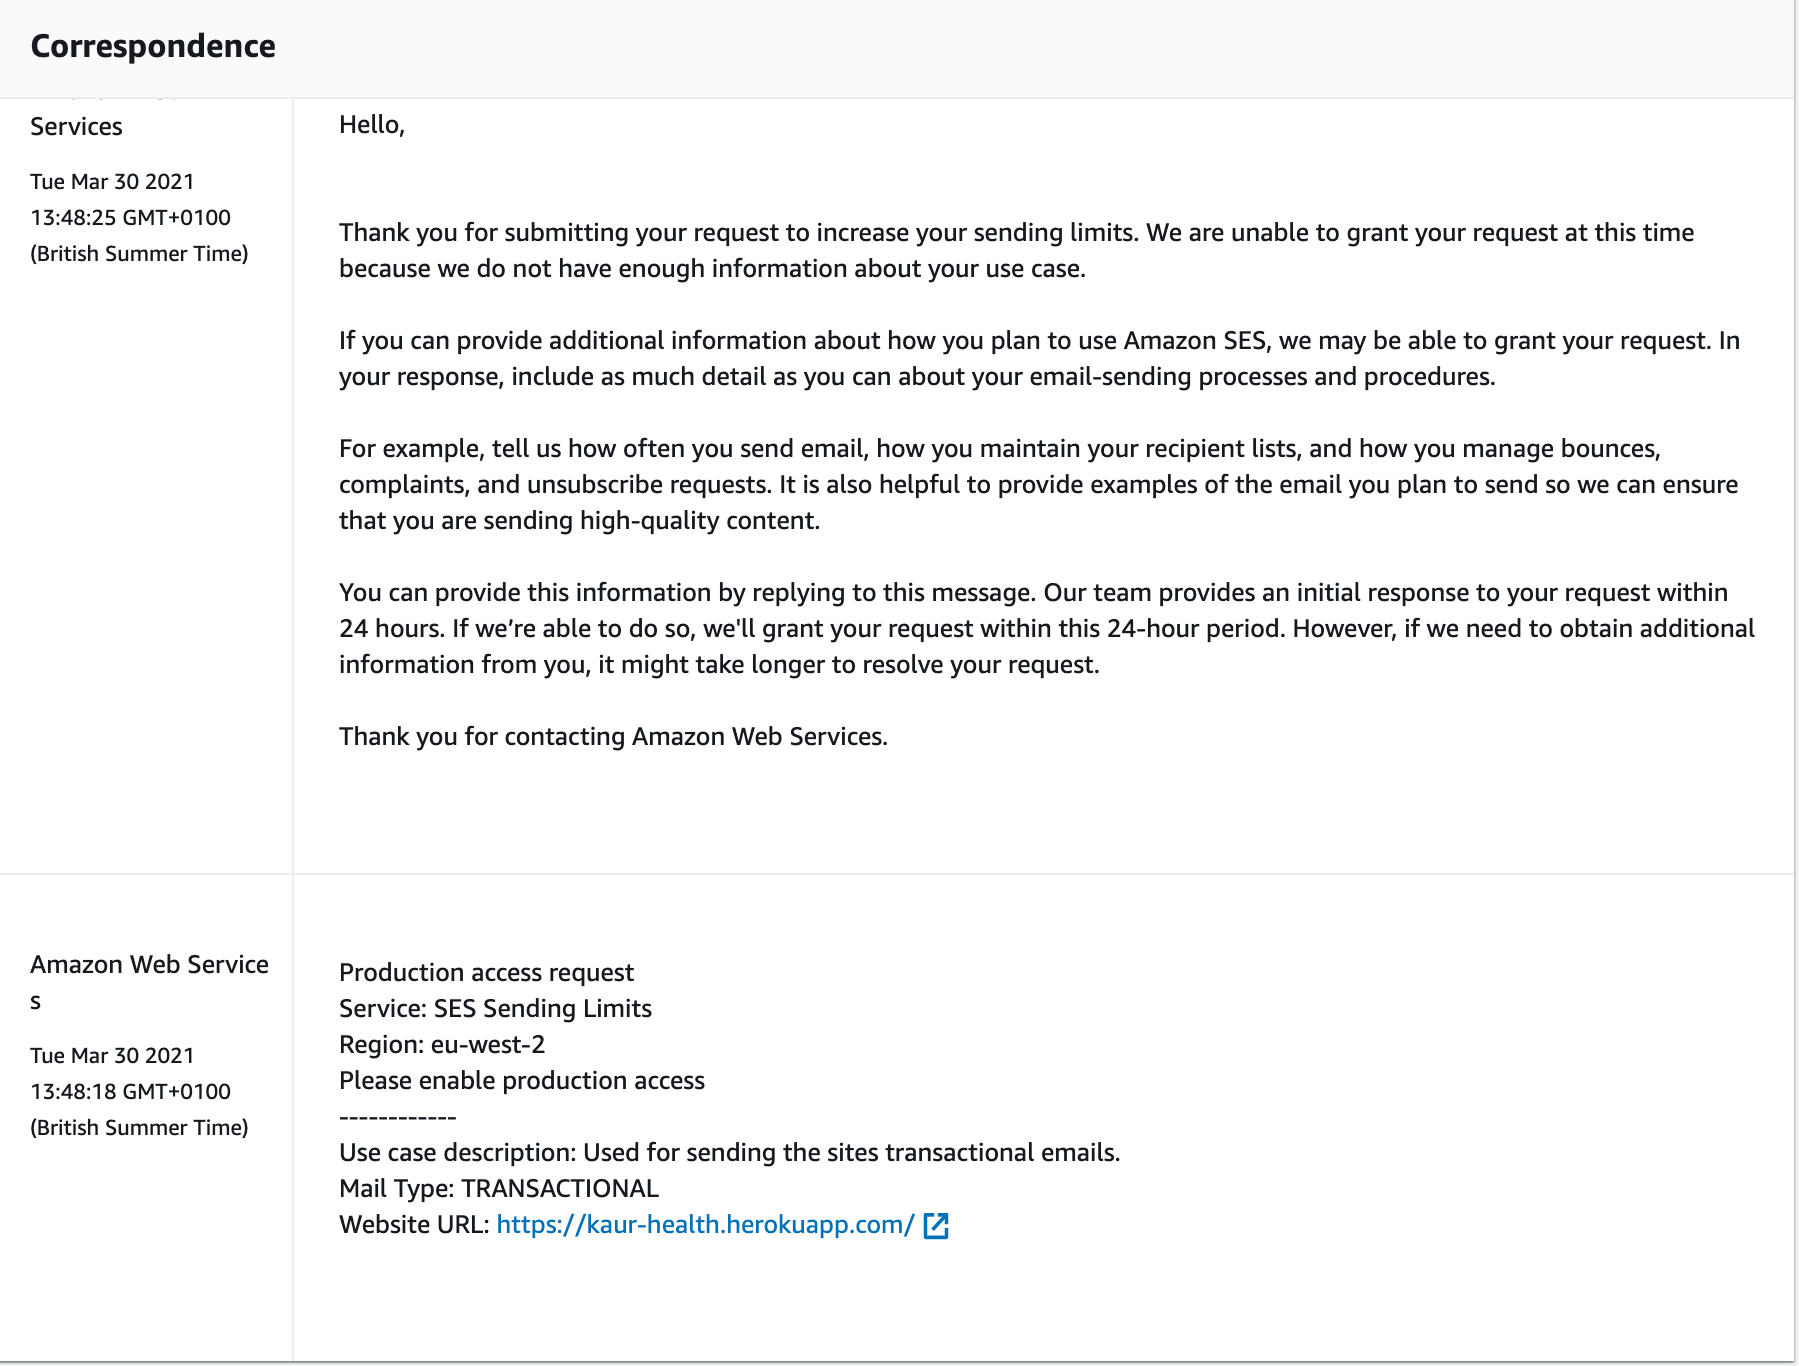 Correspondence
Services
Tue Mar 30 2021
13:48:25 GMT+0100
(British Summer Time)
Hello,
Thank you for submitting your request to increase your sending limits. We are unable to grant your request at this time
because we do not have enough information about your use case.
If you can provide additional information about how you plan to use Amazon SES, we may be able to grant your request. In
your response, include as much detail as you can about your email-sending processes and procedures.
For example, tell us how often you send email, how you maintain your recipient lists, and how you manage bounces,
complaints, and unsubscribe requests. It is also helpful to provide examples of the email you plan to send so we can ensure
that you are sending high-quality content.
You can provide this information by replying to this message. Our team provides an initial response to your request within
24 hours. If we’re able to do so, we'll grant your request within this 24-hour period. However, if we need to obtain additional
information from you, it might take longer to resolve your request.
Thank you for contacting Amazon Web Services.
Amazon Web Service
s
Tue Mar 30 2021
13:48:18 GMT+0100
(British Summer Time)
Production access request
Service: SES Sending Limits
Region: eu-west-2
Please enable production access
------------
Use case description: Used for sending the sites transactional emails.
Mail Type: TRANSACTIONAL
Website URL: https://kaur-health.herokuapp.com/